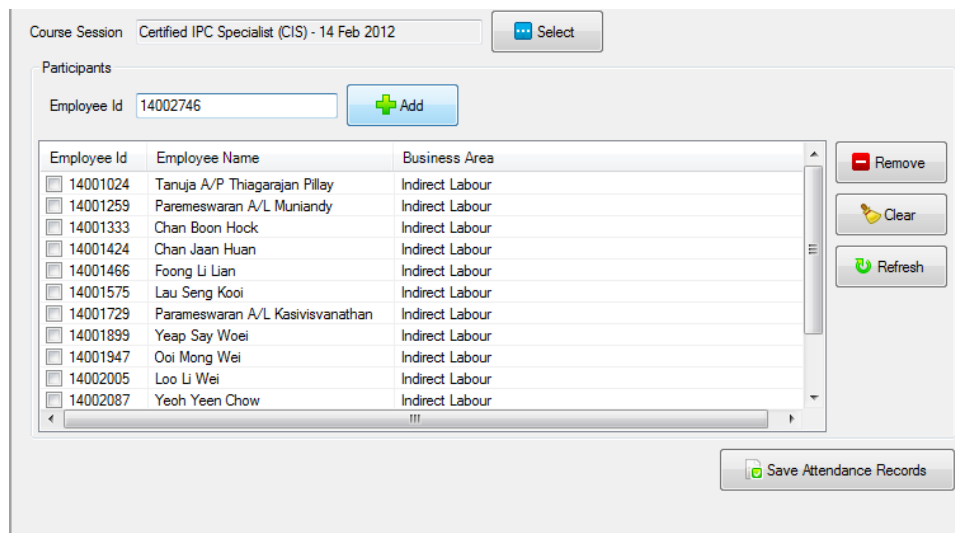 Course Session Certified IPC Specialist (CIS) - 14 Feb 2012 Select
Participants
Employee Id 14002746 Add
Employee Id Employee Name Business Area
14001024 Tanuja A/P Thiagarajan Pillay Indirect Labour
14001259 Paremeswaran A/L Muniandy Indirect Labour
14001333 Chan Boon Hock Indirect Labour
14001424 Chan Jaan Huan Indirect Labour
14001466 Foong Li Lian Indirect Labour
14001575 Lau Seng Kooi Indirect Labour
14001729 Parameswaran A/L Kasivisvanathan Indirect Labour
14001899 Yeap Say Woei Indirect Labour
14001947 Ooi Mong Wei Indirect Labour
14002005 Loo Li Wei Indirect Labour
14002087 Yeoh Yeen Chow Indirect Labour
Remove
Clear
Refresh
Save Attendance Records